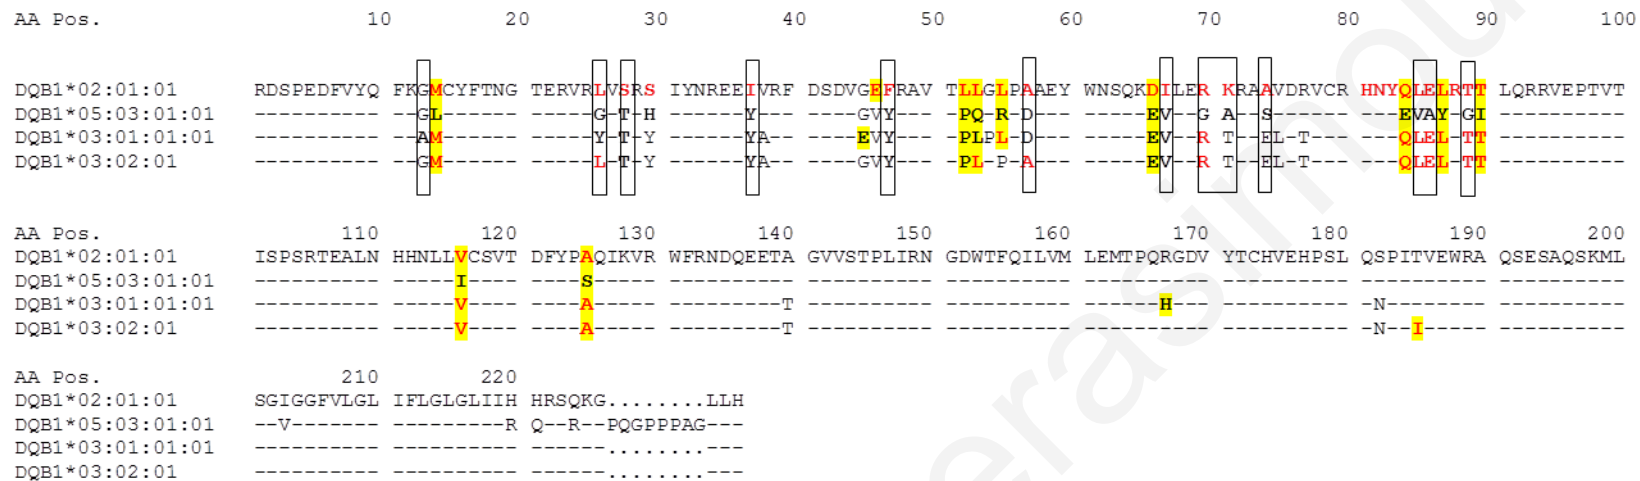 AA Pos. 10 20 30 40 50 60 70 80 90 100
DQB1*02:01:01 RDSPEDFVYQ FKGMCYFTNG TERVRLVSRS IYNREEIVRF DSDVGEFRAV TLLGLPAAEY WNSQKDILER KRAAVDRVCR HNYQLELRTT LQRRVEPTVT
DQB1*05:03:01:01 ---------- --GL------ -----G-T-H ------Y--- ----GVY--- -PQ-R-D--- -----EV--G A--S------ ---EVAY-GI ----------
DQB1*03:01:01:01 ---------- --AM------ -----Y-T-Y ------YA-- ----EVY--- -PLPL-D--- -----EV--R T--EL-T--- ---QLEL-TT ----------
DQB1*03:02:01 ---------- --GM------ -----L-T-Y ------YA-- ----GVY--- -PL-P-A--- -----EV--R T--EL-T--- ---QLEL-TT ----------
AA Pos. 110 120 130 140 150 160 170 180 190 200
DQB1*02:01:01 ISPSRTEALN HHNLLVCSVT DFYPAQIKVR WFRNDQEETA GVVSTPLIRN GDWTFQILVM LEMTPQRGDV YTCHVEHPSL QSPITVEWRA QSESAQSKML
DQB1*05:03:01:01 ---------- -----I---- ----S----- ---------- ---------- ---------- ---------- ---------- ---------- ----------
DQB1*03:01:01:01 ---------- -----V---- ----A----- ---------T ---------- ---------- ------H--- ---------- -N-------- ----------
DQB1*03:02:01 ---------- -----V---- ----A----- ---------T ---------- ---------- ---------- ---------- -N--I----- ----------
AA Pos. 210 220
DQB1*02:01:01 SGIGGFVLGL IFLGLGLIIH HRSQKG........LLH
DQB1*05:03:01:01 --V------- ---------R Q--R--PQGPPPAG---
DQB1*03:01:01:01 ---------- ---------- ------........---
DQB1*03:02:01 ---------- ---------- ------........---
erasimou